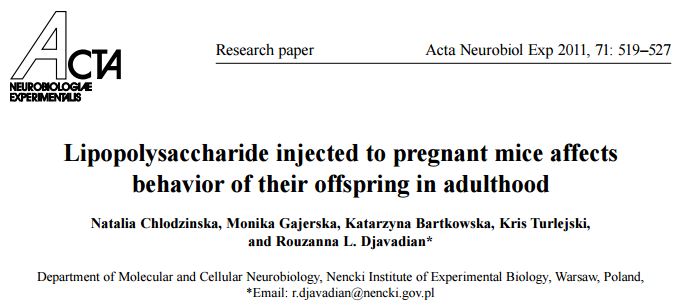 ACTA
NEUROBIOLOGIÆ
EXPERIMENTALIS
Research paper Acta Neurobiol Exp 2011, 71: 519–527
Lipopolysaccharide injected to pregnant mice affects
behavior of their offspring in adulthood
Natalia Chlodzinska, Monika Gajerska, Katarzyna Bartkowska, Kris Turlejski,
and Rouzanna L. Djavadian*
Department of Molecular and Cellular Neurobiology, Nencki Institute of Experimental Biology, Warsaw, Poland,
*Email: r.djavadian@nencki.gov.pl